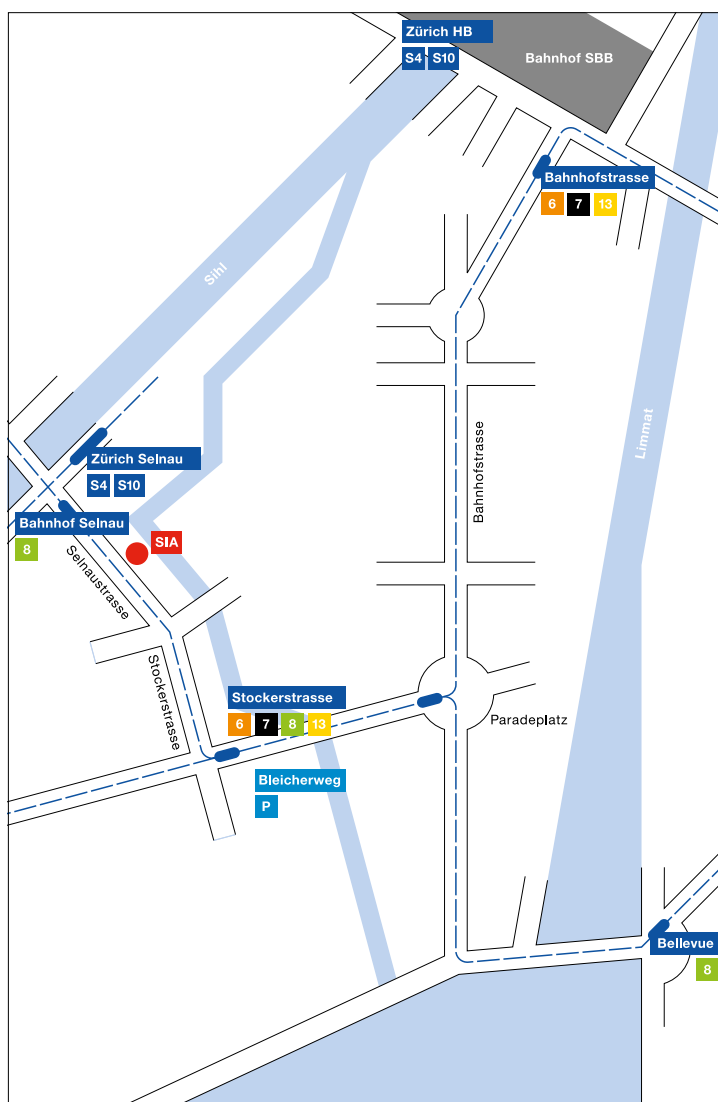 Zürich HB
S4 S10
Bahnhof SBB
Bahnhofstrasse
6 7 13
Sihl
Limmat
Zürich Selnau
S4 S10
Bahnhofstrasse
Bahnhof Selnau
8
SIA
Selnaustrasse
Stockerstrasse
Stockerstrasse
6 7 8 13
Paradeplatz
Bleicherweg
P
Bellevue
8